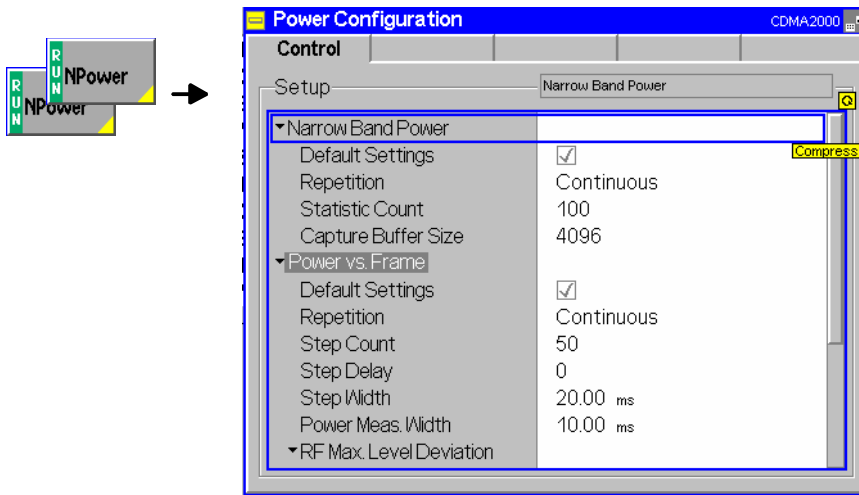 RUN NPower
RUN NPower
Power Configuration CDMA2000
Control
Setup Narrow Band Power
Narrow Band Power
Compress
Default Settings
Repetition Continuous
Statistic Count 100
Capture Buffer Size 4096
Power vs. Frame
Default Settings
Repetition Continuous
Step Count 50
Step Delay 0
Step Width 20.00 ms
Power Meas. Width 10.00 ms
RF Max. Level Deviation